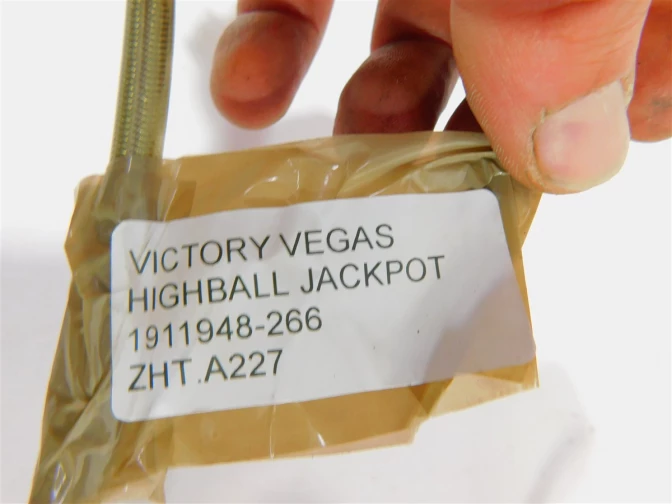 VICTORY VEGAS
HIGHBALL JACKPOT
1911948-266
ZHT.A227